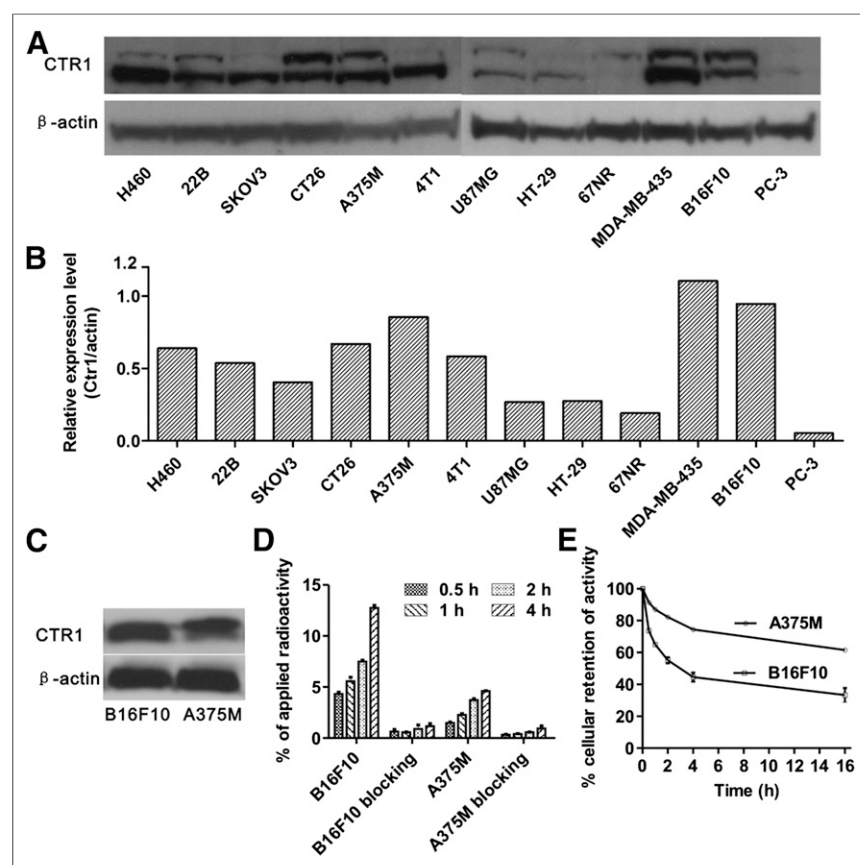 A
CTR1
β-actin
H460
22B
SKOV3
CT26
A375M
4T1
U87MG
HT-29
67NR
MDA-MB-435
B16F10
PC-3
B
Relative expression level
(Ctr1/actin)
1.2
1.0
0.5
0.0
H460
22B
SKOV3
CT26
A375M
4T1
U87MG
HT-29
67NR
MDA-MB-435
B16F10
PC-3
C
CTR1
β-actin
B16F10 A375M
D
% of applied radioactivity
15
10
5
0
0.5 h 2 h
1 h 4 h
B16F10
B16F10 blocking
A375M
A375M blocking
E
% cellular retention of activity
100
80
60
40
20
0
A375M
B16F10
0 2 4 6 8 10 12 14 16
Time (h)